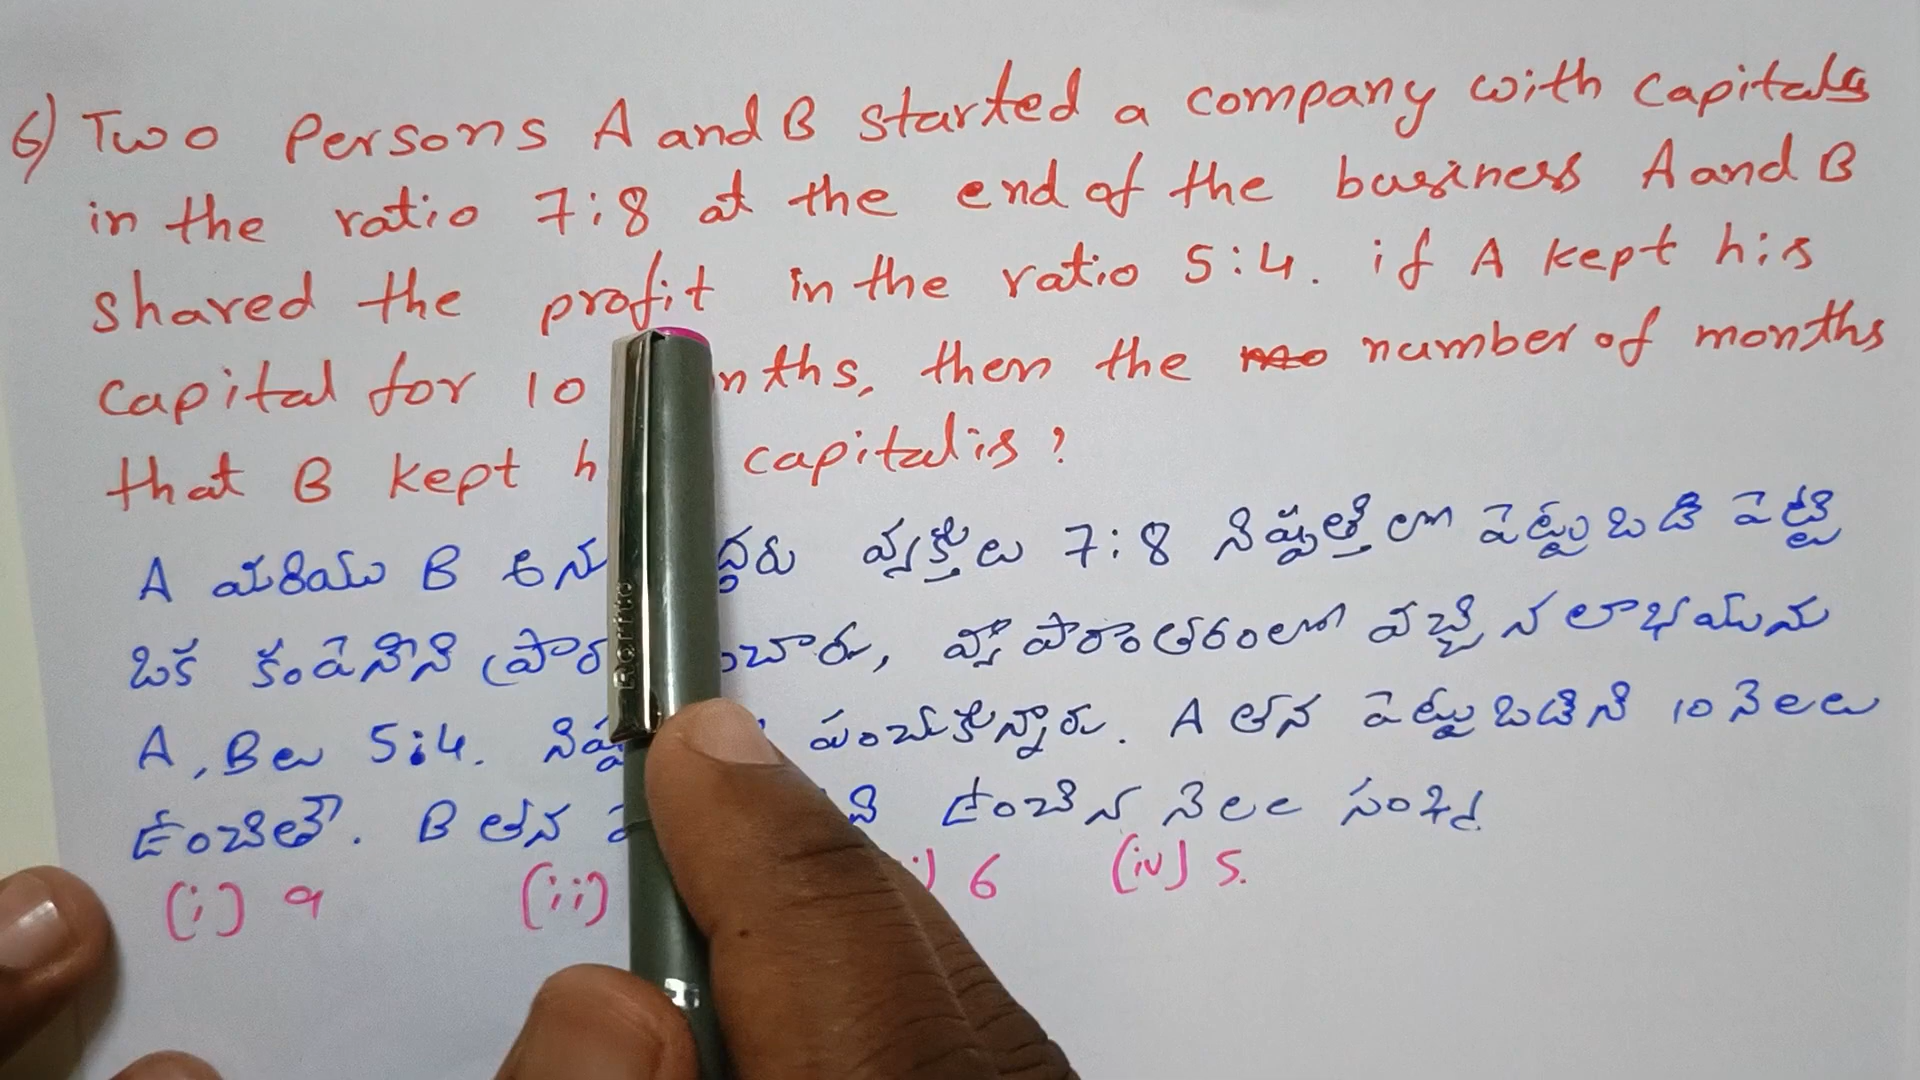 6) Two Persons A and B started a company with capitals
in the ratio 7:8 at the end of the business A and B
shared the profit in the ratio 5:4. if A kept his
capital for 10 nths, then the number of months
that B kept h capital is?
A మరియు B అను ద్దరు వ్యక్తులు 7:8 నిష్పత్తిలో పెట్టుబడి పెట్టి
ఒక కంపెనీని ప్రార ంచారు, వ్యాపారాంతరంలో వచ్చిన లాభమును
A, B లు 5:4. నిష్ప పంచుకున్నారు. A తన పెట్టుబడిని 10 నెలలు
ఉంచితే. B తన ని ఉంచిన నెలల సంఖ్య
(i) 9 (ii) ) 6 (iv) 5.
Rorito